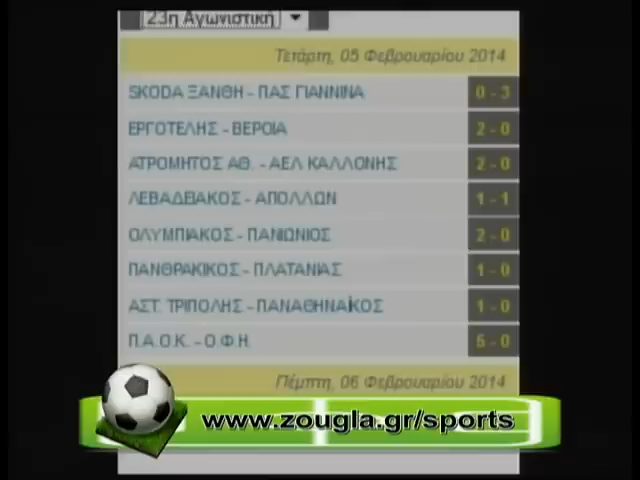 23η Αγωνιστική
Τετάρτη, 05 Φεβρουαρίου 2014
SKODA ΞΑΝΘΗ - ΠΑΣ ΓΙΑΝΝΙΝΑ 0 - 3
ΕΡΓΟΤΕΛΗΣ - ΒΕΡΟΙΑ 2 - 0
ΑΤΡΟΜΗΤΟΣ ΑΘ. - ΑΕΛ ΚΑΛΛΟΝΗΣ 2 - 0
ΛΕΒΑΔΕΙΑΚΟΣ - ΑΠΟΛΛΩΝ 1 - 1
ΟΛΥΜΠΙΑΚΟΣ - ΠΑΝΙΩΝΙΟΣ 2 - 0
ΠΑΝΘΡΑΚΙΚΟΣ - ΠΛΑΤΑΝΙΑΣ 1 - 0
ΑΣΤ. ΤΡΙΠΟΛΗΣ - ΠΑΝΑΘΗΝΑΪΚΟΣ 1 - 0
Π.Α.Ο.Κ. - Ο.Φ.Η. 5 - 0
Πέμπτη, 06 Φεβρουαρίου 2014
www.zougla.gr/sports